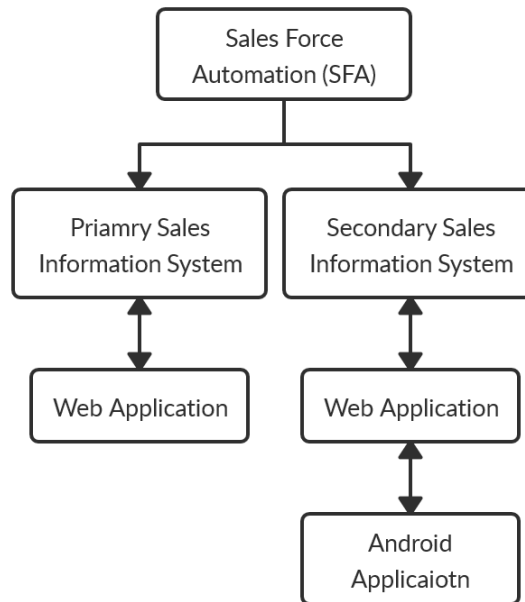 Sales Force
Automation (SFA)
Priamry Sales
Information System
Secondary Sales
Information System
Web Application
Web Application
Android
Applicaiotn